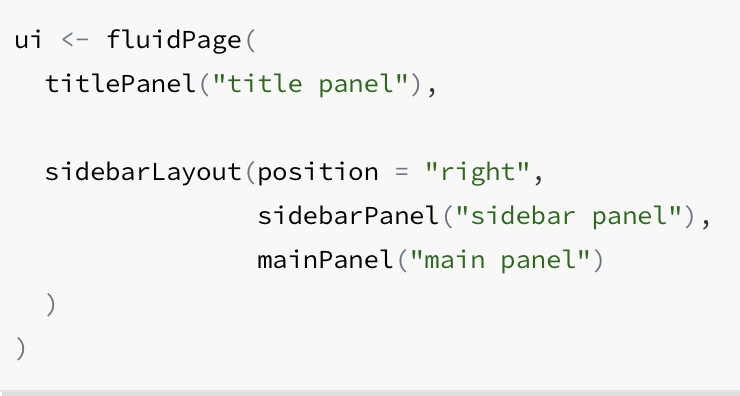 ui <- fluidPage(
  titlePanel("title panel"),

  sidebarLayout(position = "right",
                sidebarPanel("sidebar panel"),
                mainPanel("main panel")
  )
)